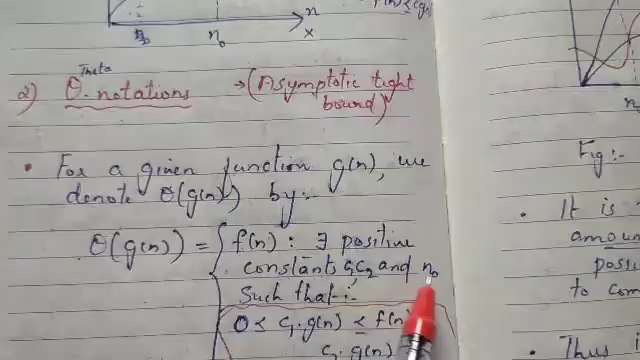 f(n) ≤ c g(n)
n
n₀
x
2) Theta
Θ-notations → (Asymptotic tight
bound)
• For a given function g(n), we
denote Θ(g(n)) by:-
Θ(g(n)) = { f(n) : ∃ positive
constants c₁, c₂ and n₀
Such that :-
0 ≤ c₁. g(n) ≤ f(n)
c₂. g(n)
n
Fig :-
• It is
amoun
possi
to com
• Thus